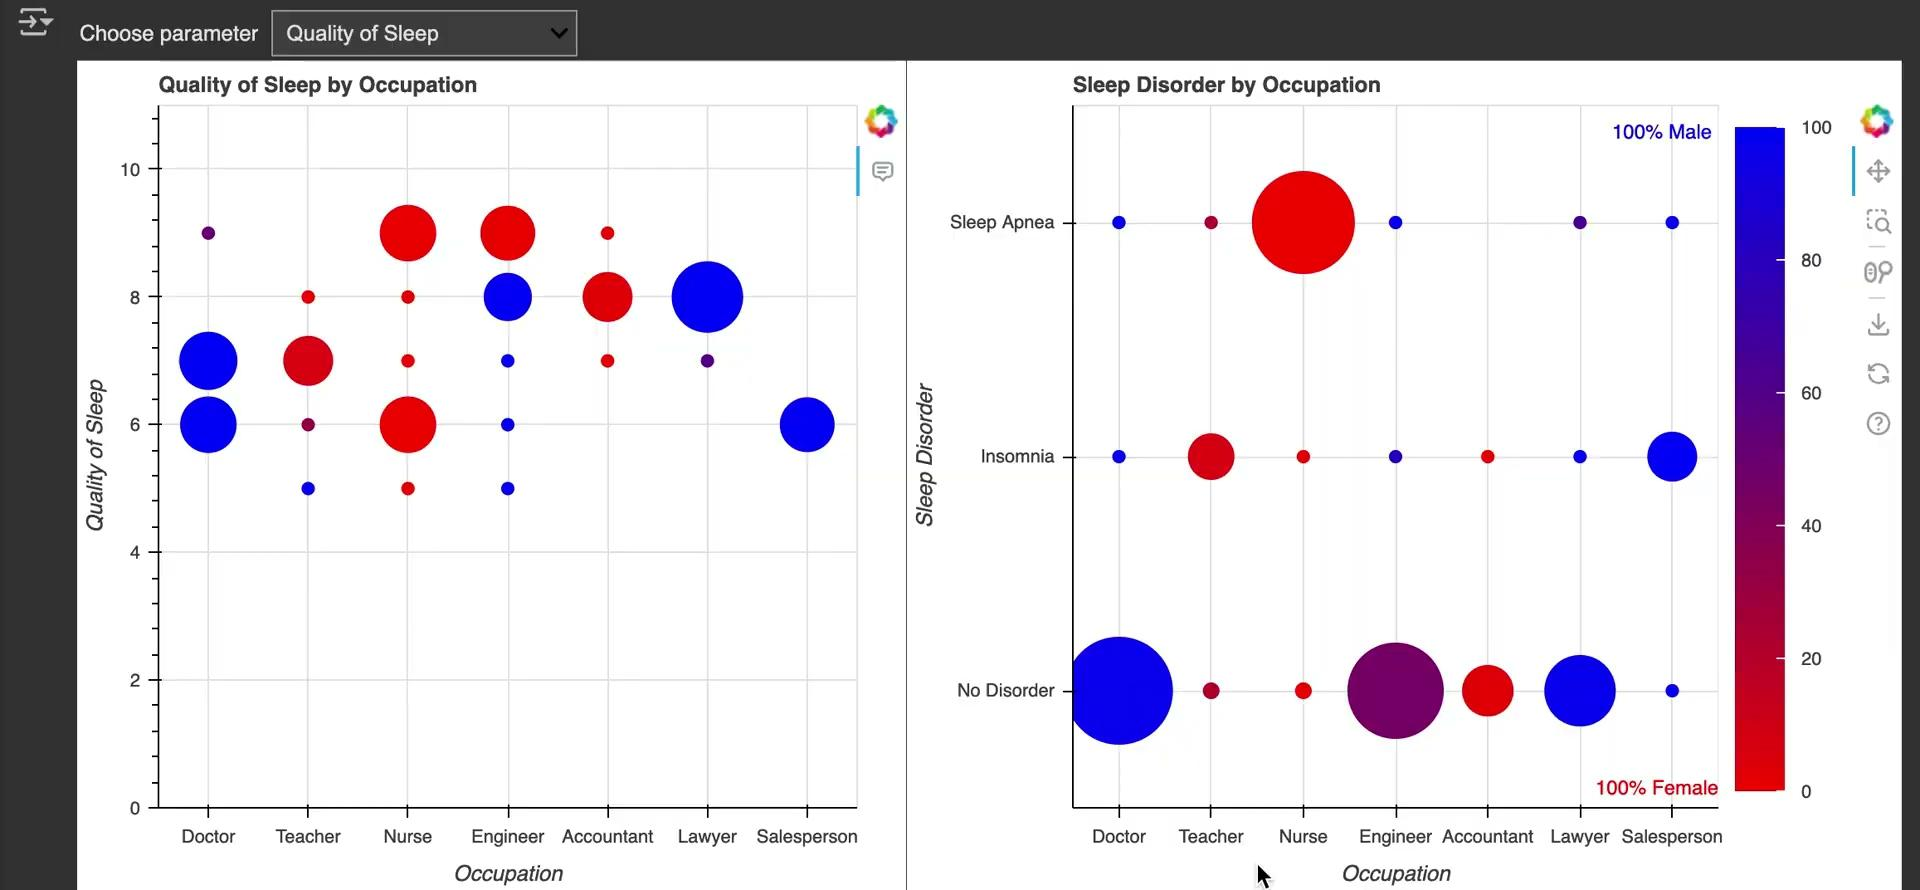 Choose parameter
Quality of Sleep
Quality of Sleep by Occupation
10
8
6
4
2
0
Quality of Sleep
Doctor Teacher Nurse Engineer Accountant Lawyer Salesperson
Occupation
Sleep Disorder by Occupation
100% Male
Sleep Apnea
Insomnia
No Disorder
Sleep Disorder
100% Female
Doctor Teacher Nurse Engineer Accountant Lawyer Salesperson
Occupation
100
80
60
40
20
0